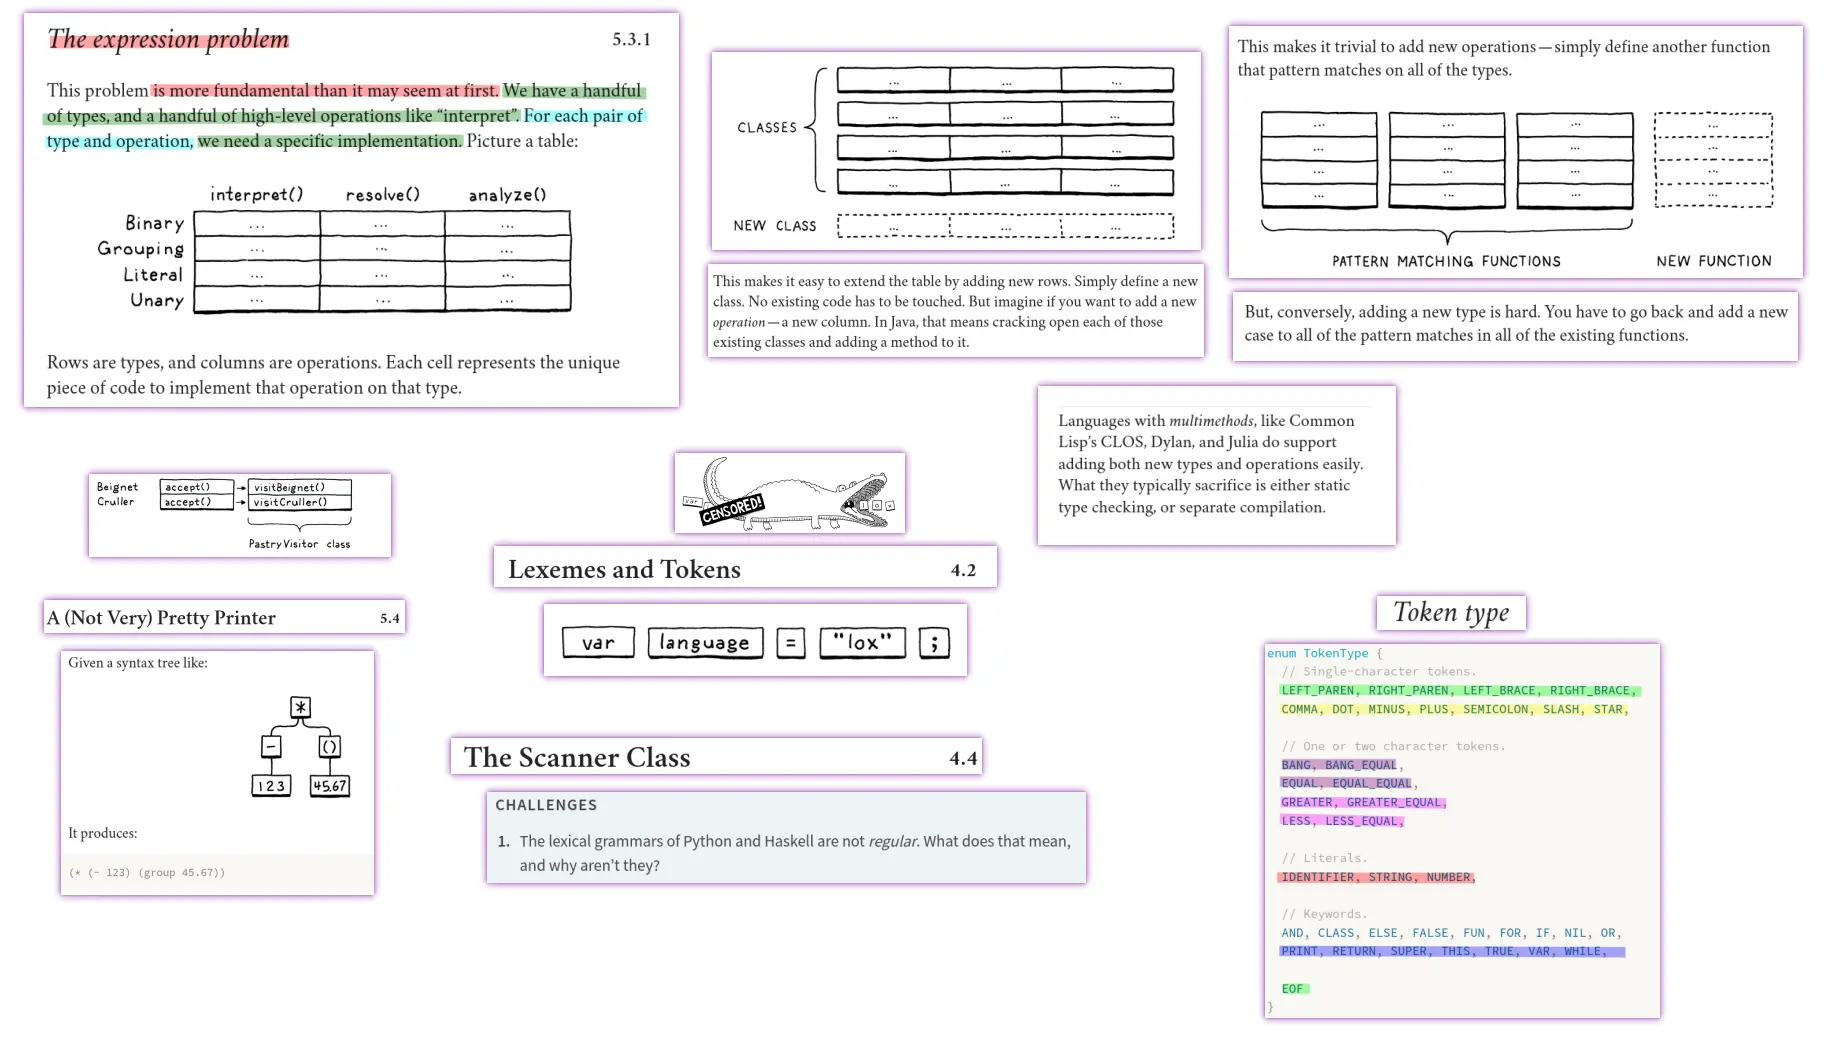 The expression problem 5.3.1
This problem is more fundamental than it may seem at first. We have a handful
of types, and a handful of high-level operations like “interpret”. For each pair of
type and operation, we need a specific implementation. Picture a table:
interpret() resolve() analyze()
Binary ... ... ...
Grouping ... ... ...
Literal ... ... ...
Unary ... ... ...
Rows are types, and columns are operations. Each cell represents the unique
piece of code to implement that operation on that type.
... ... ...
... ... ...
CLASSES
... ... ...
... ... ...
NEW CLASS ... ... ...
This makes it easy to extend the table by adding new rows. Simply define a new
class. No existing code has to be touched. But imagine if you want to add a new
operation—a new column. In Java, that means cracking open each of those
existing classes and adding a method to it.
This makes it trivial to add new operations—simply define another function
that pattern matches on all of the types.
... ... ... ...
... ... ... ...
... ... ... ...
... ... ... ...
PATTERN MATCHING FUNCTIONS NEW FUNCTION
But, conversely, adding a new type is hard. You have to go back and add a new
case to all of the pattern matches in all of the existing functions.
Languages with multimethods, like Common
Lisp’s CLOS, Dylan, and Julia do support
adding both new types and operations easily.
What they typically sacrifice is either static
type checking, or separate compilation.
Beignet accept() visitBeignet()
Cruller accept() visitCruller()
PastryVisitor class
var CENSORED! l o x
Lexemes and Tokens 4.2
var language = "lox" ;
A (Not Very) Pretty Printer 5.4
Given a syntax tree like:
*
- ()
123 45.67
It produces:
(* (- 123) (group 45.67))
The Scanner Class 4.4
CHALLENGES
1. The lexical grammars of Python and Haskell are not regular. What does that mean,
and why aren’t they?
Token type
enum TokenType {
// Single-character tokens.
LEFT_PAREN, RIGHT_PAREN, LEFT_BRACE, RIGHT_BRACE,
COMMA, DOT, MINUS, PLUS, SEMICOLON, SLASH, STAR,
// One or two character tokens.
BANG, BANG_EQUAL,
EQUAL, EQUAL_EQUAL,
GREATER, GREATER_EQUAL,
LESS, LESS_EQUAL,
// Literals.
IDENTIFIER, STRING, NUMBER,
// Keywords.
AND, CLASS, ELSE, FALSE, FUN, FOR, IF, NIL, OR,
PRINT, RETURN, SUPER, THIS, TRUE, VAR, WHILE,
EOF
}